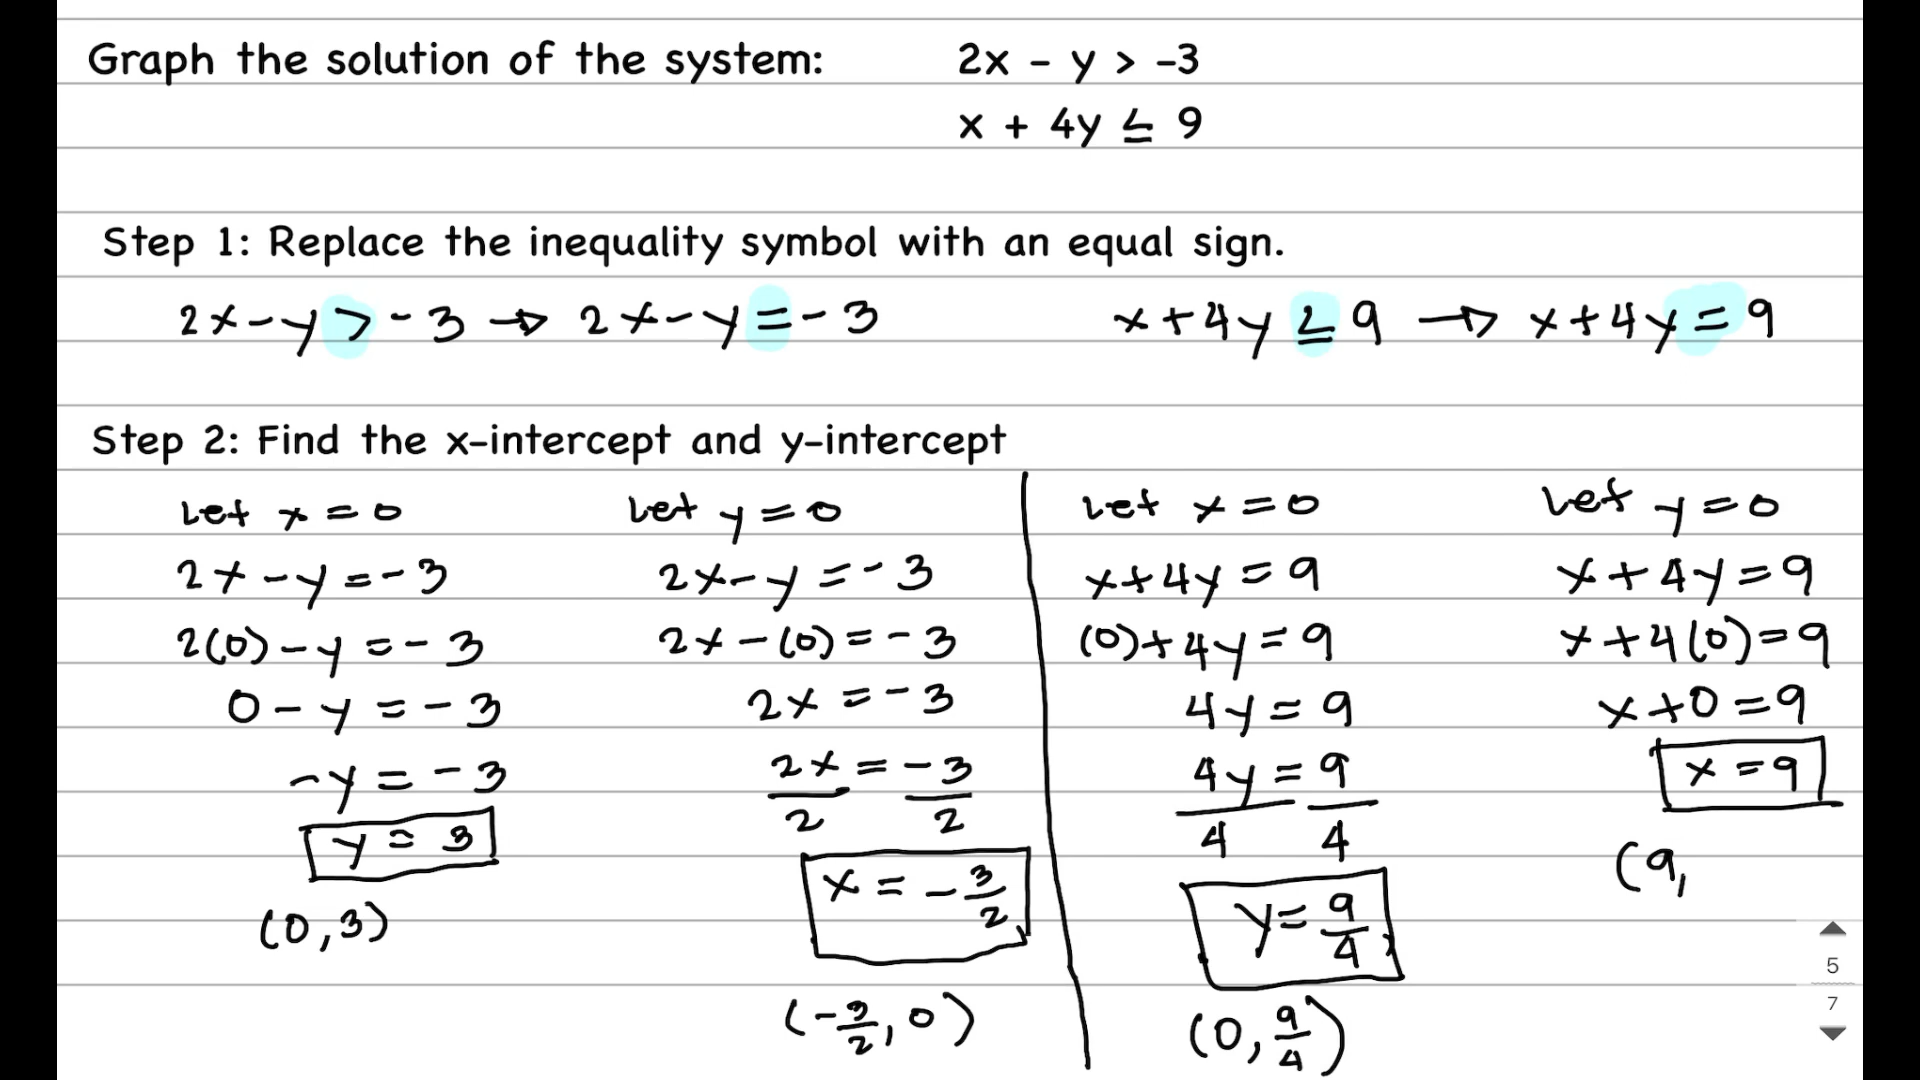 Graph the solution of the system: 2x - y > -3
x + 4y ≤ 9
Step 1: Replace the inequality symbol with an equal sign.
2x - y > -3 → 2x - y = -3
x + 4y ≥ 9 → x + 4y = 9
Step 2: Find the x-intercept and y-intercept
Let x = 0
2x - y = -3
2(0) - y = -3
0 - y = -3
-y = -3
y = 3
(0,3)
Let y = 0
2x - y = -3
2x - (0) = -3
2x = -3
2x/2 = -3/2
x = -3/2
(-3/2, 0)
Let x = 0
x + 4y = 9
(0) + 4y = 9
4y = 9
4y/4 = 9/4
y = 9/4
(0, 9/4)
Let y = 0
x + 4y = 9
x + 4(0) = 9
x + 0 = 9
x = 9
(9,
5
7